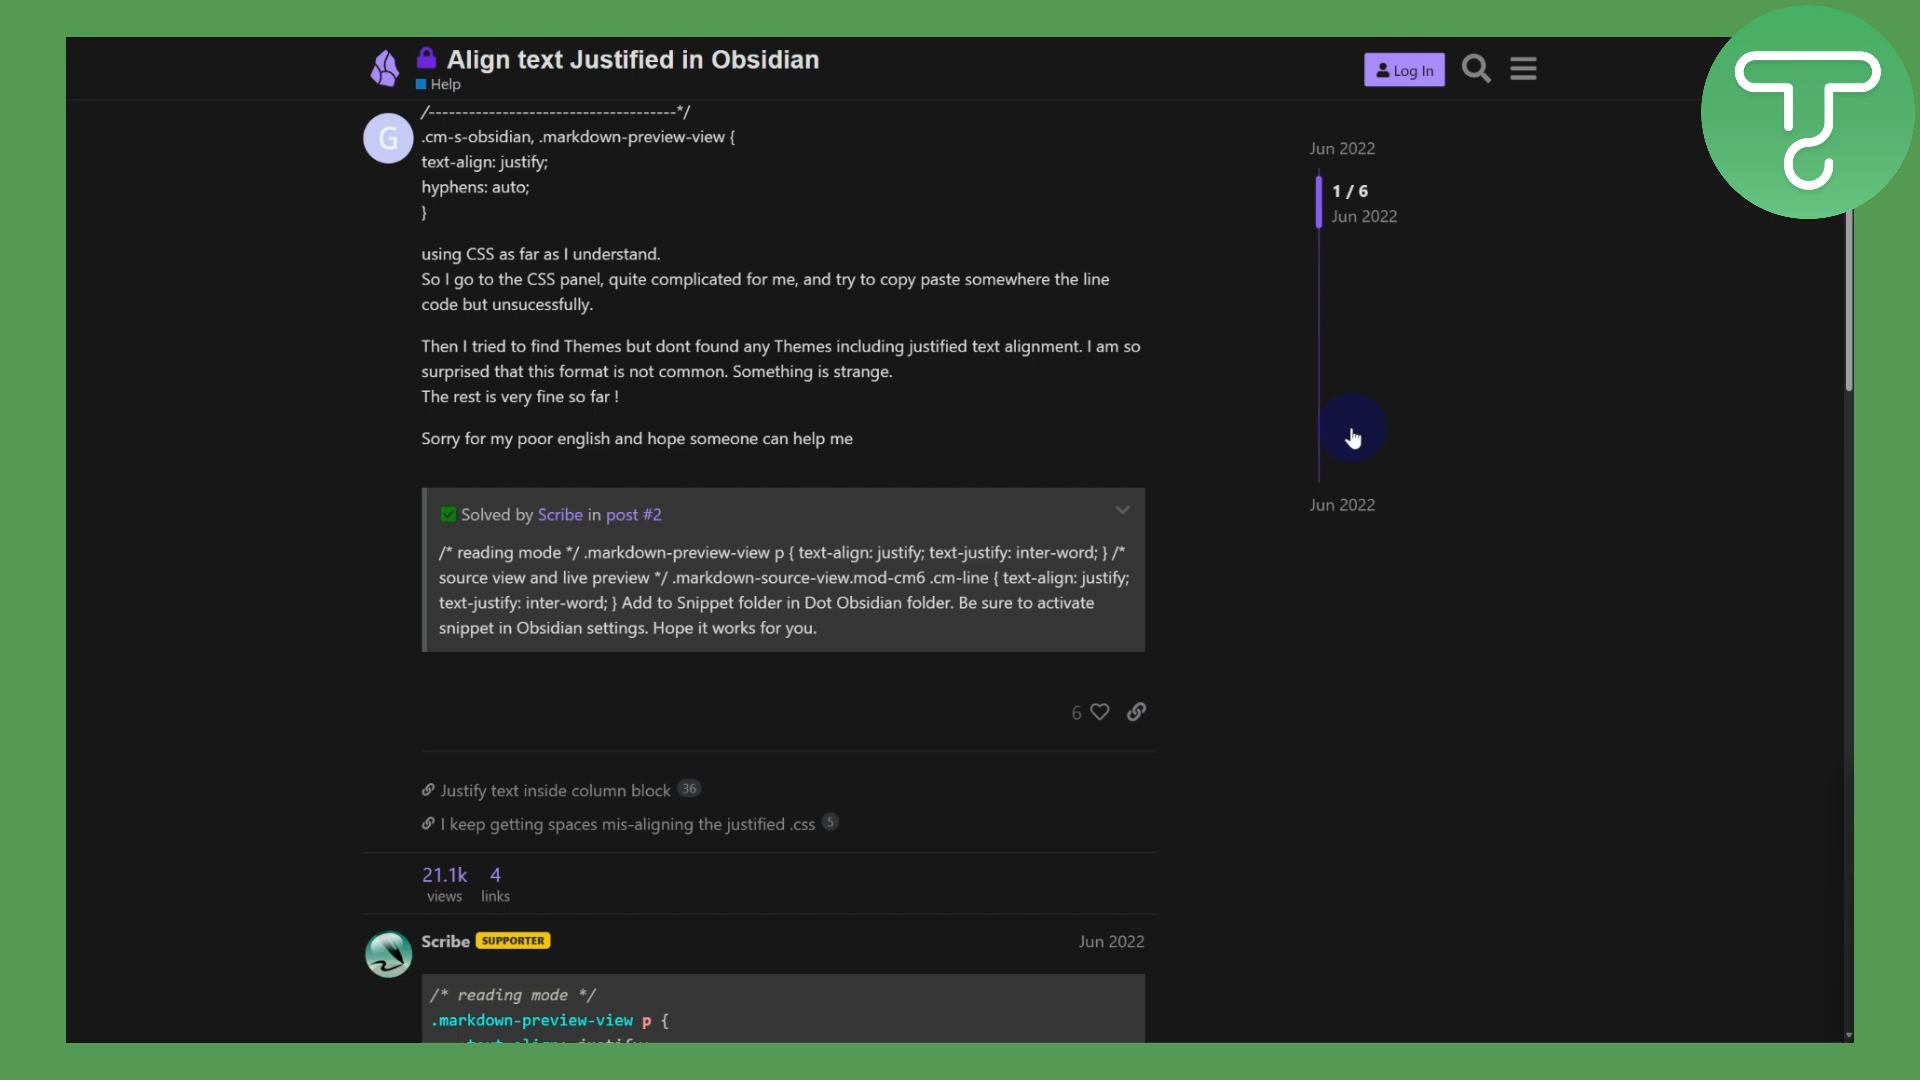 Align text Justified in Obsidian
Help
Log In
/-------------------------------------*/
G
.cm-s-obsidian, .markdown-preview-view {
text-align: justify;
hyphens: auto;
}
using CSS as far as I understand.
So I go to the CSS panel, quite complicated for me, and try to copy paste somewhere the line
code but unsucessfully.
Then I tried to find Themes but dont found any Themes including justified text alignment. I am so
surprised that this format is not common. Something is strange.
The rest is very fine so far !
Sorry for my poor english and hope someone can help me
Solved by Scribe in post #2
/* reading mode */ .markdown-preview-view p { text-align: justify; text-justify: inter-word; } /*
source view and live preview */ .markdown-source-view.mod-cm6 .cm-line { text-align: justify;
text-justify: inter-word; } Add to Snippet folder in Dot Obsidian folder. Be sure to activate
snippet in Obsidian settings. Hope it works for you.
6
Justify text inside column block 36
I keep getting spaces mis-aligning the justified .css 5
21.1k 4
views links
Scribe SUPPORTER Jun 2022
/* reading mode */
.markdown-preview-view p {
text-align: justify;
Jun 2022
1 / 6
Jun 2022
Jun 2022